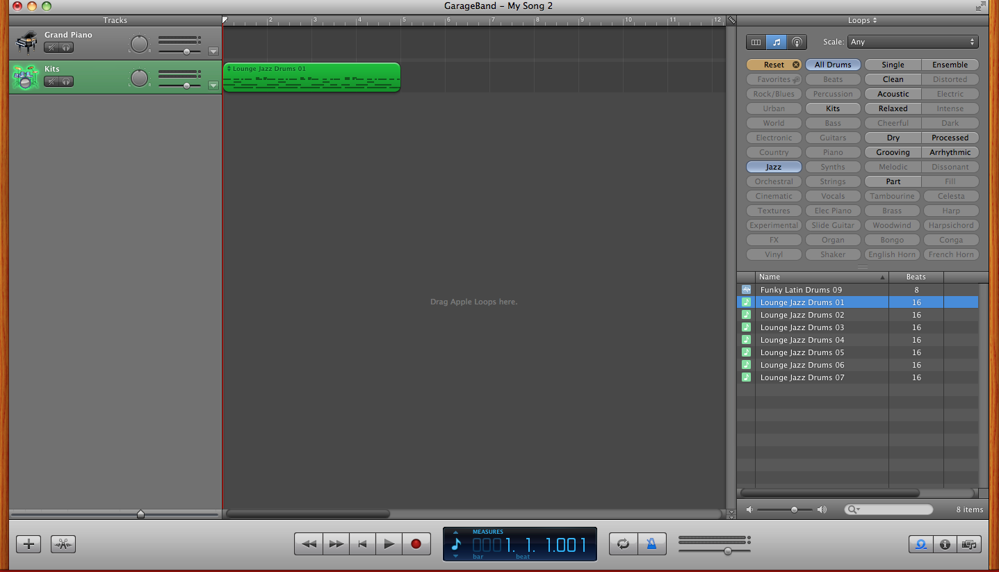 GarageBand - My Song 2
Tracks
Grand Piano
L R
Kits
L R
2 3 4 5 6 7 8 9 10 11 12
Lounge Jazz Drums 01
Drag Apple Loops here.
Loops
Scale: Any
Reset All Drums Single Ensemble
Favorites Beats Clean Distorted
Rock/Blues Percussion Acoustic Electric
Urban Kits Relaxed Intense
World Bass Cheerful Dark
Electronic Guitars Dry Processed
Country Piano Grooving Arrhythmic
Jazz Synths Melodic Dissonant
Orchestral Strings Part Fill
Cinematic Vocals Tambourine Celesta
Textures Elec Piano Brass Harp
Experimental Slide Guitar Woodwind Harpsichord
FX Organ Bongo Conga
Vinyl Shaker English Horn French Horn
Name Beats
Funky Latin Drums 09 8
Lounge Jazz Drums 01 16
Lounge Jazz Drums 02 16
Lounge Jazz Drums 03 16
Lounge Jazz Drums 04 16
Lounge Jazz Drums 05 16
Lounge Jazz Drums 06 16
Lounge Jazz Drums 07 16
8 items
MEASURES
0001. 1. 1.001
bar beat